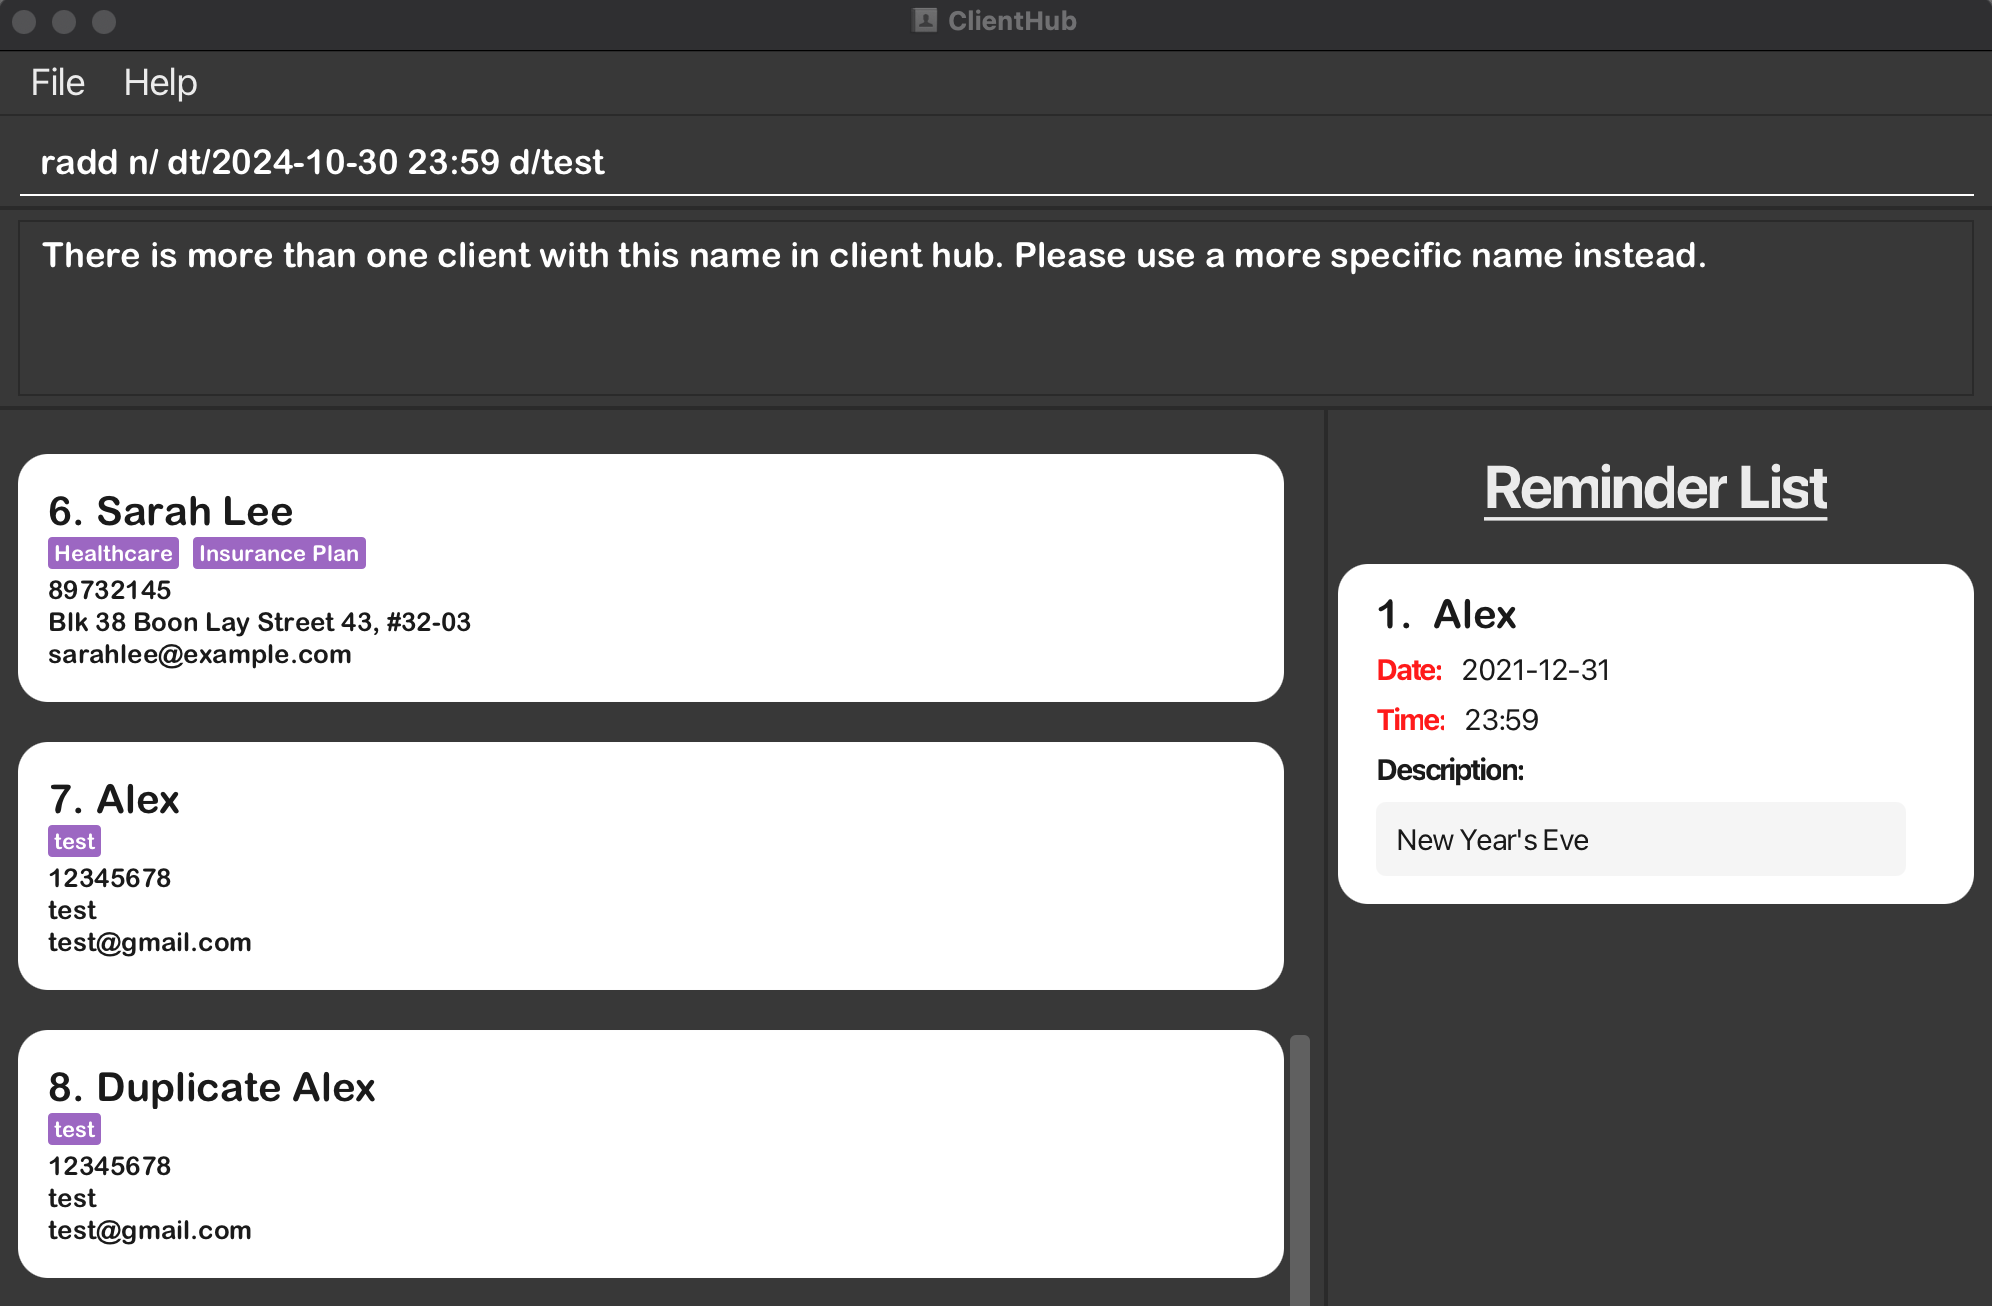 ClientHub
File Help
radd n/ dt/2024-10-30 23:59 d/test
There is more than one client with this name in client hub. Please use a more specific name instead.
6. Sarah Lee
Healthcare Insurance Plan
89732145
Blk 38 Boon Lay Street 43, #32-03
sarahlee@example.com
7. Alex
test
12345678
test
test@gmail.com
8. Duplicate Alex
test
12345678
test
test@gmail.com
Reminder List
1. Alex
Date: 2021-12-31
Time: 23:59
Description:
New Year's Eve